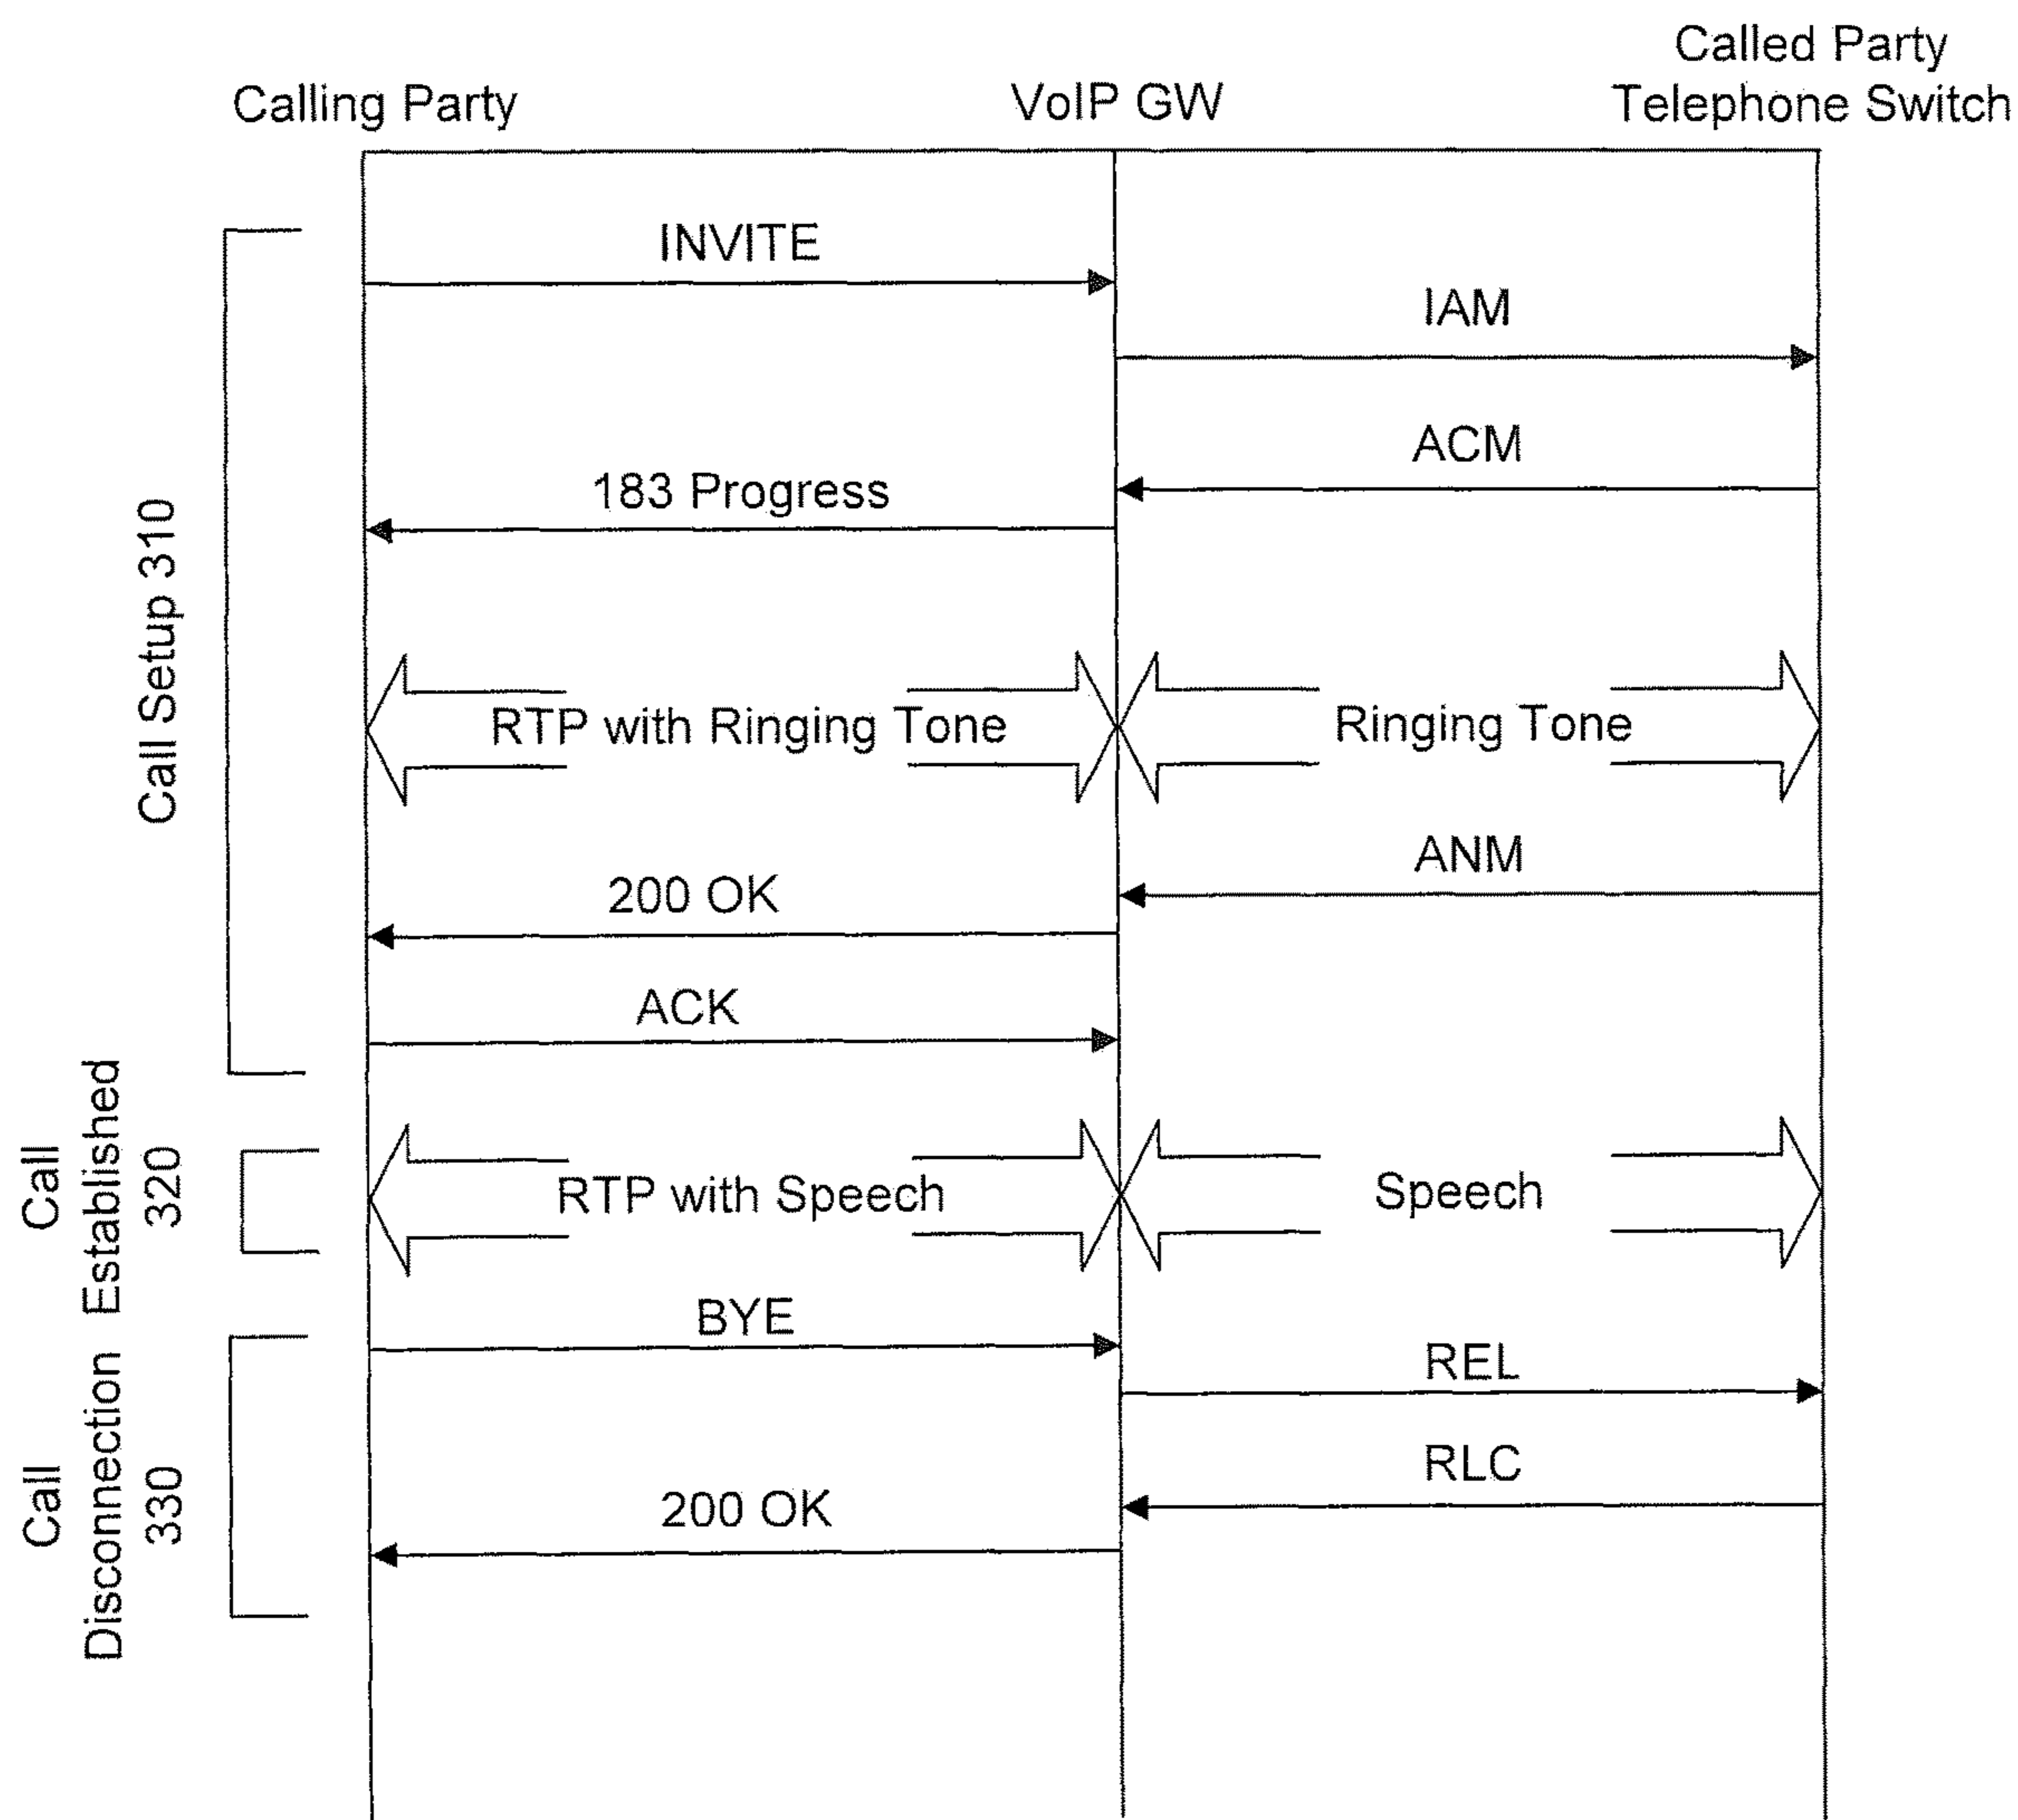 Calling Party
VoIP GW
Called Party
Telephone Switch
INVITE
IAM
ACM
183 Progress
Call Setup 310
RTP with Ringing Tone
Ringing Tone
ANM
200 OK
ACK
Call
Established
320
RTP with Speech
Speech
BYE
REL
RLC
200 OK
Call
Disconnection
330